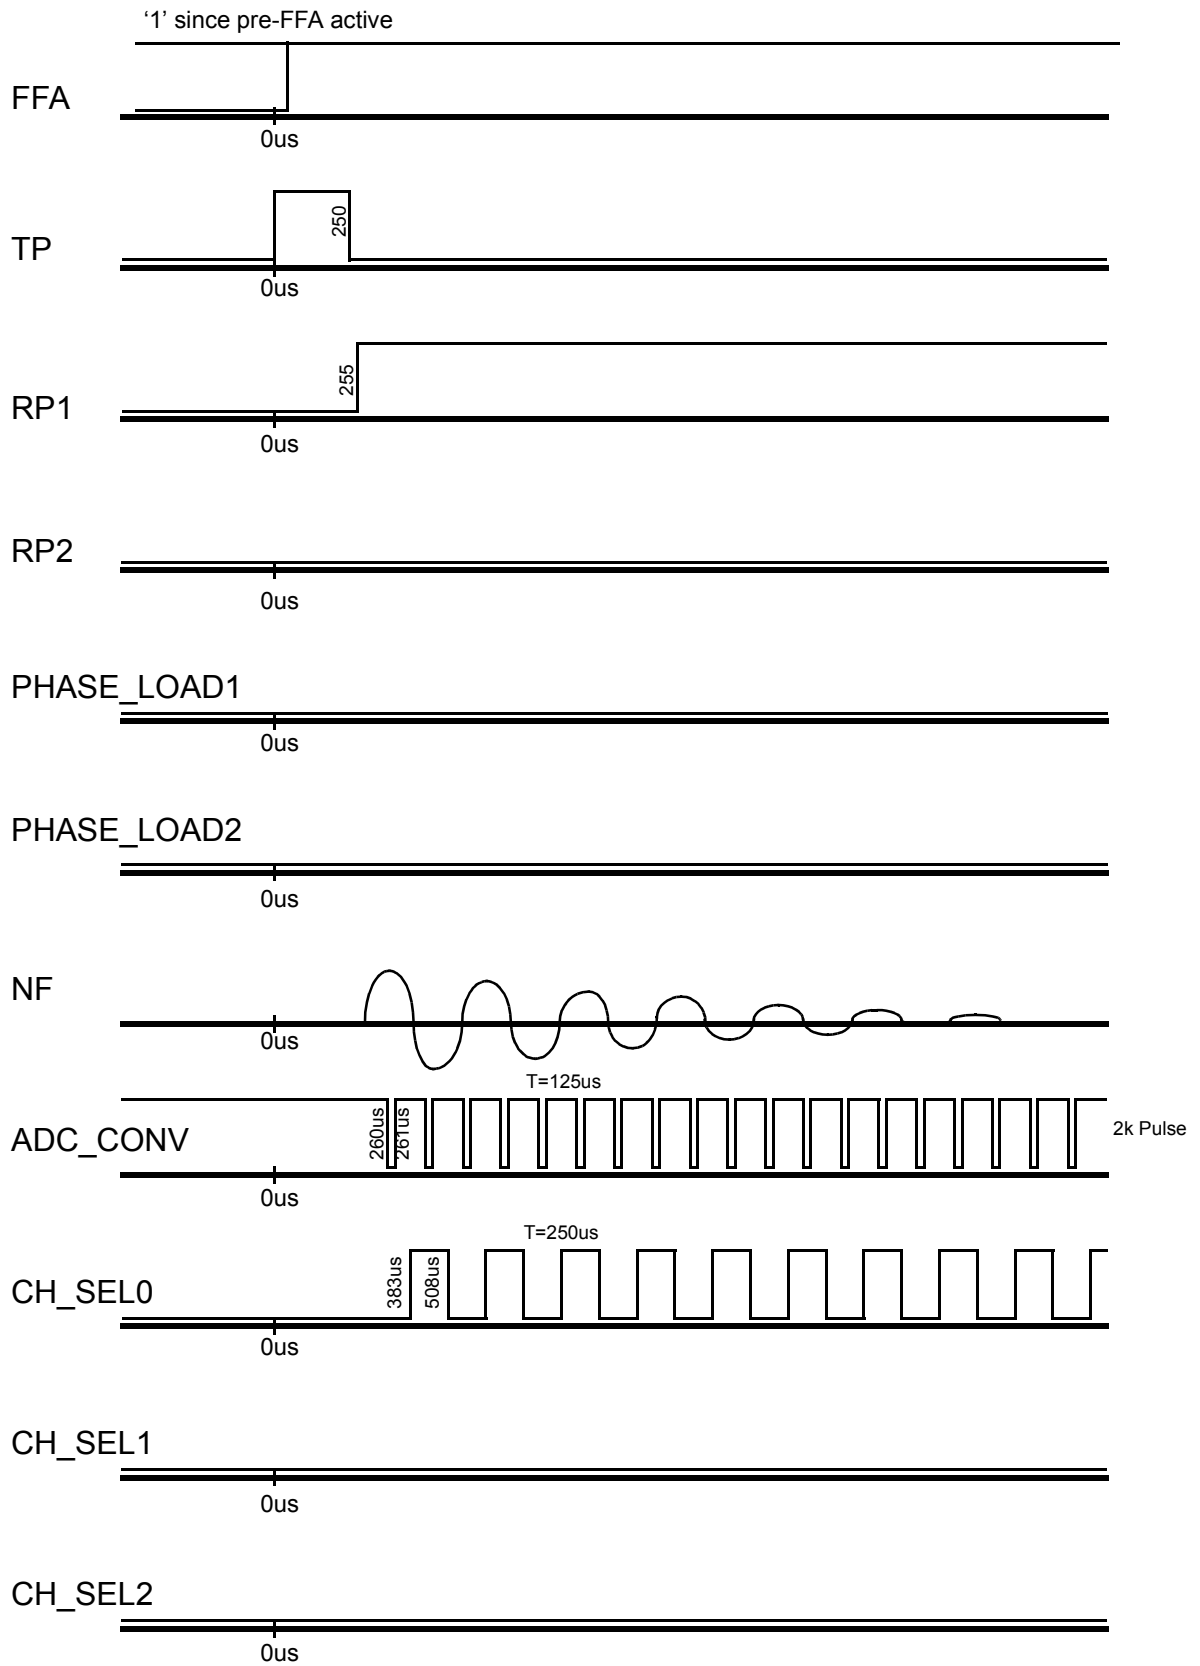 ‘1’ since pre-FFA active
FFA
0us
TP
250
0us
RP1
255
0us
RP2
0us
PHASE_LOAD1
0us
PHASE_LOAD2
0us
NF
0us
T=125us
ADC_CONV
260us
261us
2k Pulse
0us
T=250us
CH_SEL0
383us
508us
0us
CH_SEL1
0us
CH_SEL2
0us